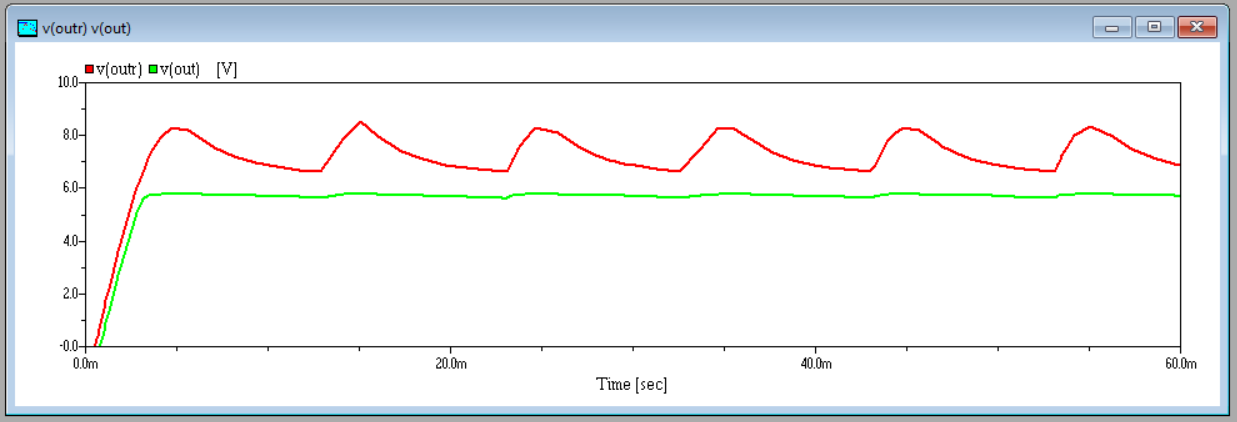 v(outr) v(out)
v(outr) v(out) [V]
10.0
8.0
6.0
4.0
2.0
-0.0
0.0m 20.0m 40.0m 60.0m
Time [sec]